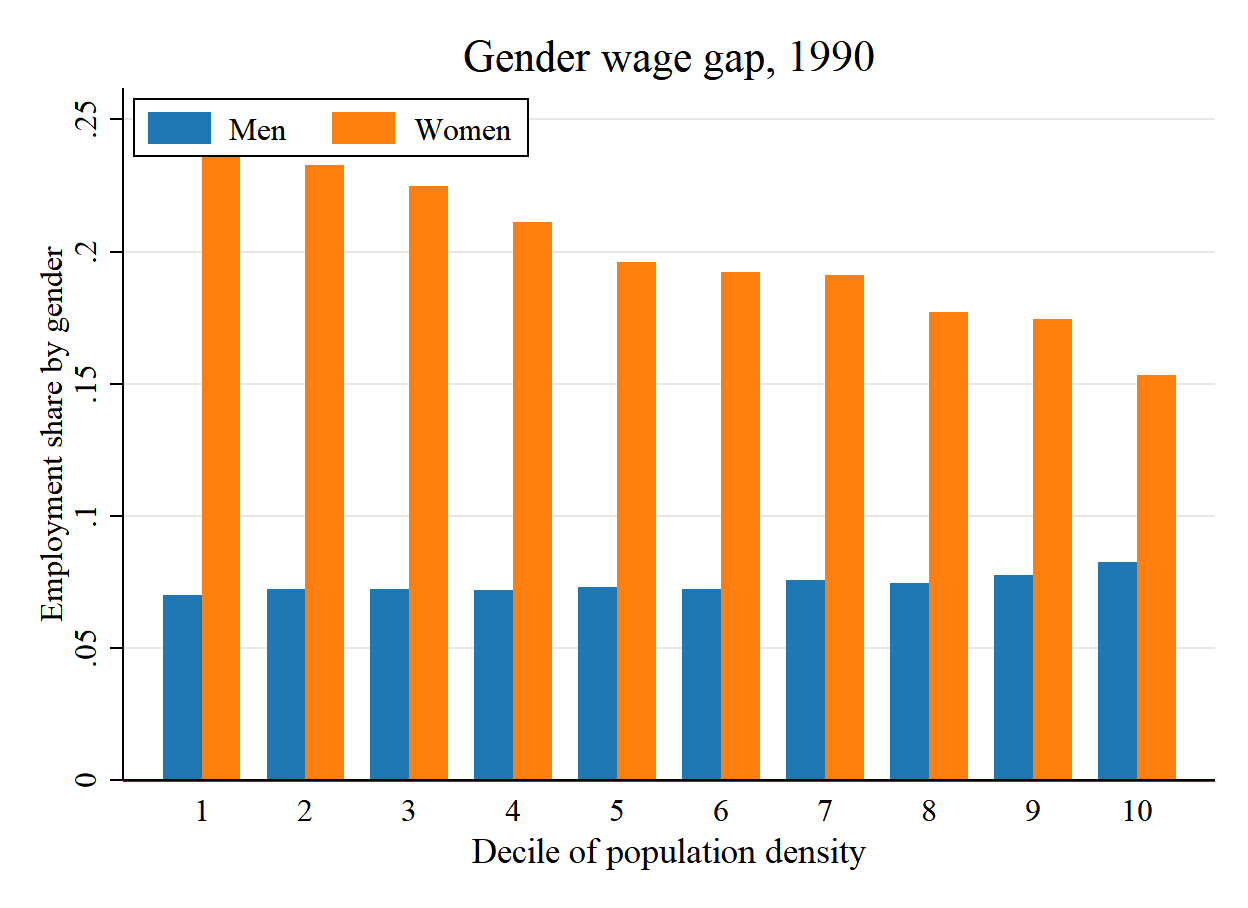 Gender wage gap, 1990
Men Women
Employment share by gender
.25
.2
.15
.1
.05
0
1 2 3 4 5 6 7 8 9 10
Decile of population density